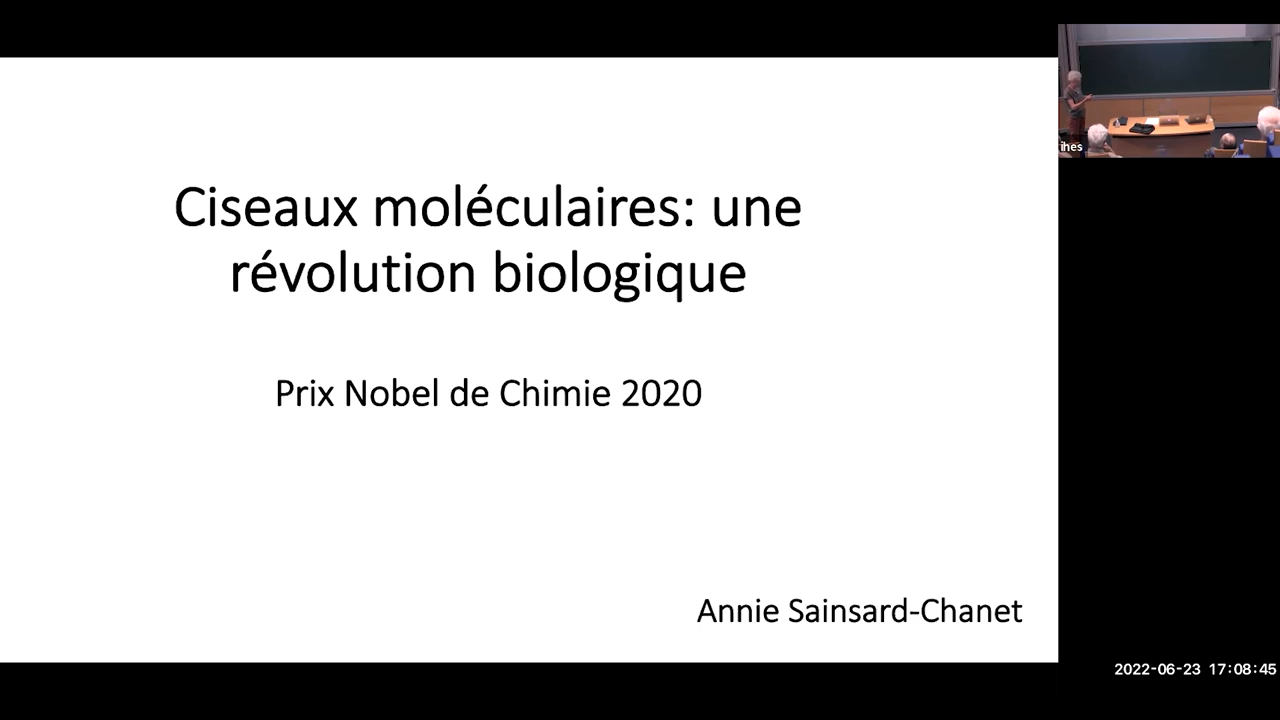 Ciseaux moléculaires: une
révolution biologique
Prix Nobel de Chimie 2020
Annie Sainsard-Chanet
ihes
2022-06-23 17:08:45